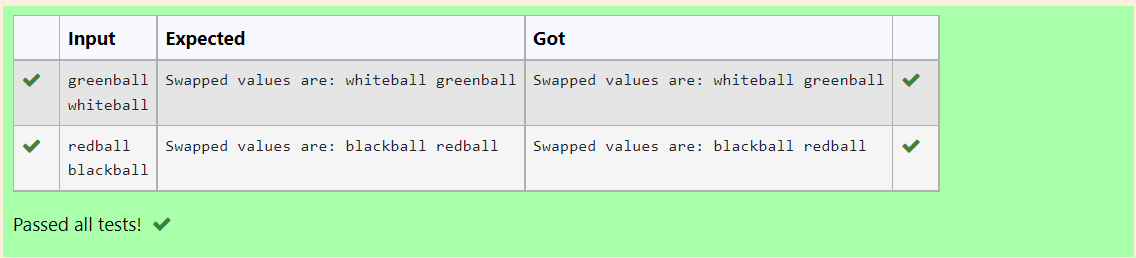 Input Expected Got
greenball Swapped values are: whiteball greenball Swapped values are: whiteball greenball
whiteball
redball Swapped values are: blackball redball Swapped values are: blackball redball
blackball
Passed all tests!